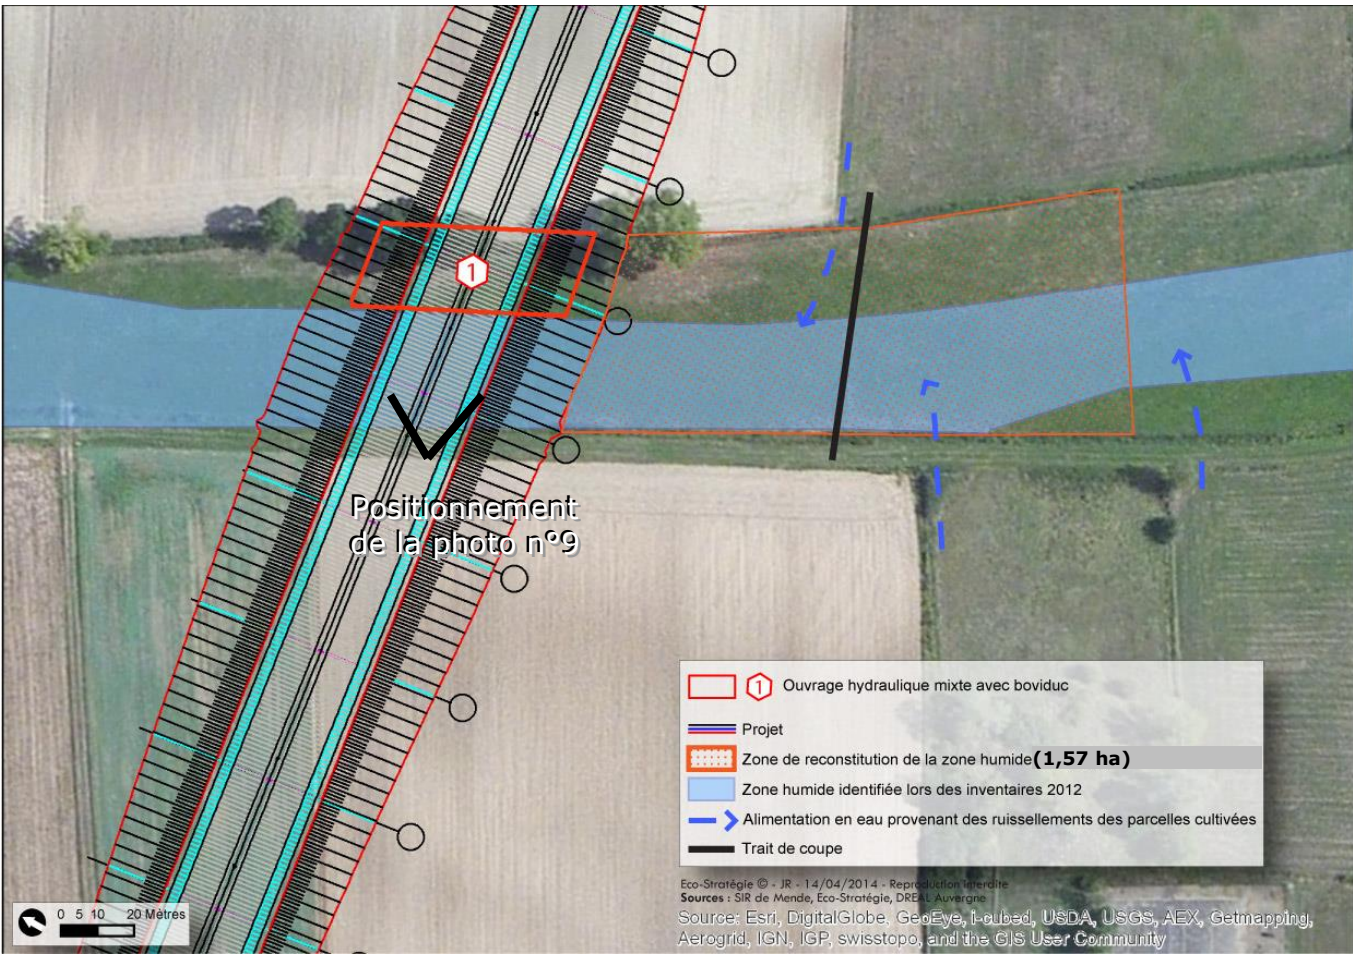 1
Positionnement
de la photo n°9
1 Ouvrage hydraulique mixte avec boviduc
Projet
Zone de reconstitution de la zone humide (1,57 ha)
Zone humide identifiée lors des inventaires 2012
Alimentation en eau provenant des ruissellements des parcelles cultivées
Trait de coupe
Eco-Stratégie © - JR - 14/04/2014 - Reproduction interdite
Sources : SIR de Mende, Eco-Stratégie, DREAL Auvergne
Source: Esri, DigitalGlobe, GeoEye, i-cubed, USDA, USGS, AEX, Getmapping,
Aerogrid, IGN, IGP, swisstopo, and the GIS User Community
0 5 10 20 Mètres